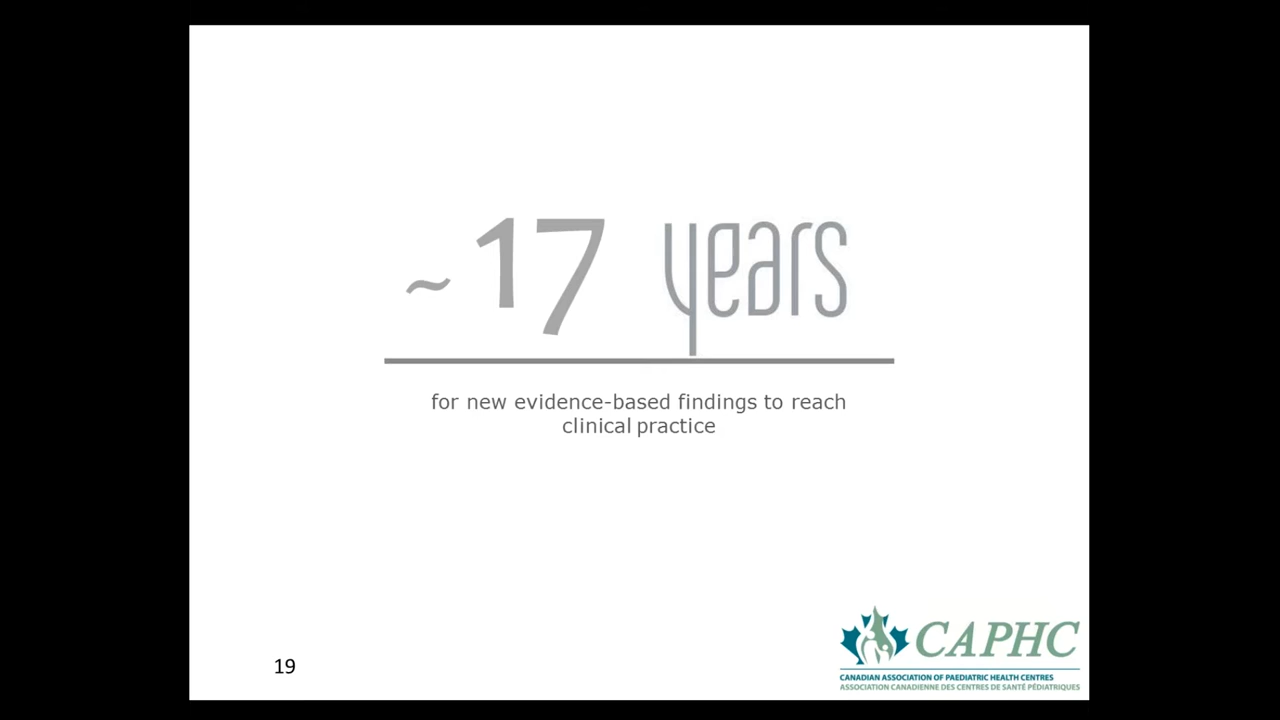 ~17 years
for new evidence-based findings to reach
clinical practice
19
CAPHC
CANADIAN ASSOCIATION OF PAEDIATRIC HEALTH CENTRES
ASSOCIATION CANADIENNE DES CENTRES DE SANTÉ PÉDIATRIQUES